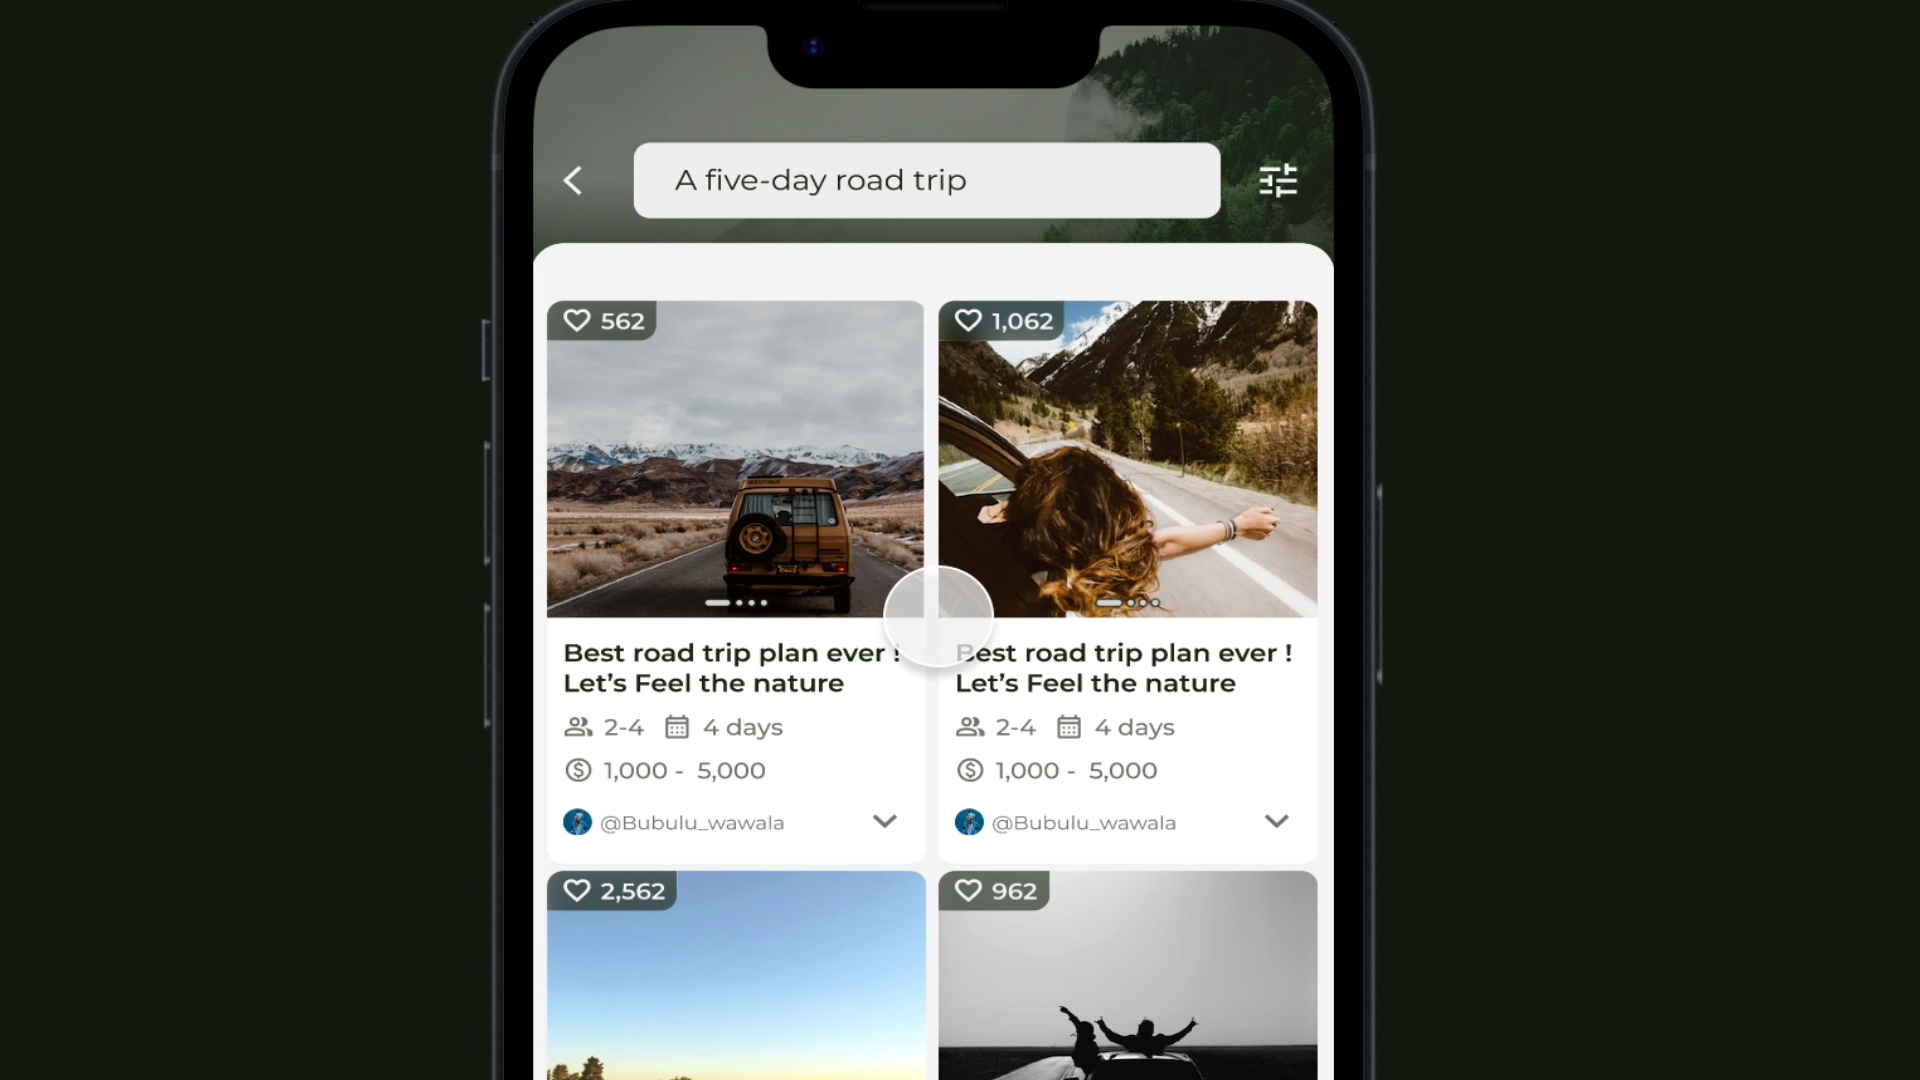 A five-day road trip
562
1,062
Best road trip plan ever !
Let’s Feel the nature
2-4 4 days
1,000 - 5,000
@Bubulu_wawala
Best road trip plan ever !
Let’s Feel the nature
2-4 4 days
1,000 - 5,000
@Bubulu_wawala
2,562
962